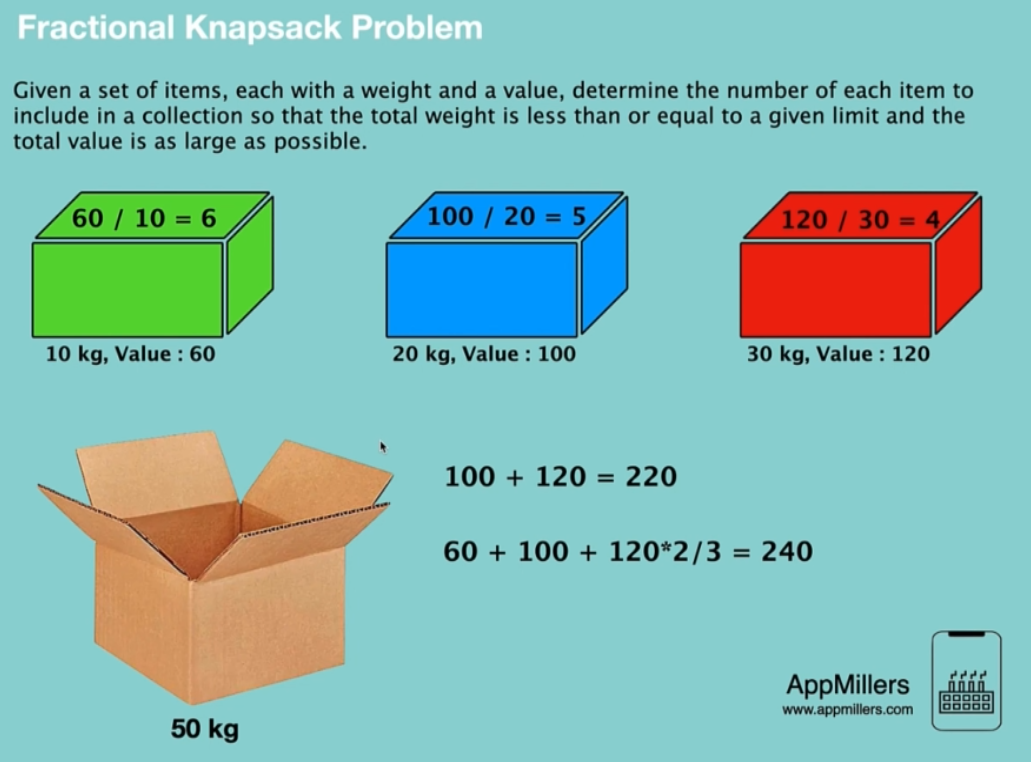 Fractional Knapsack Problem
Given a set of items, each with a weight and a value, determine the number of each item to
include in a collection so that the total weight is less than or equal to a given limit and the
total value is as large as possible.
60 / 10 = 6
100 / 20 = 5
120 / 30 = 4
10 kg, Value : 60
20 kg, Value : 100
30 kg, Value : 120
100 + 120 = 220
60 + 100 + 120*2/3 = 240
50 kg
AppMillers
www.appmillers.com